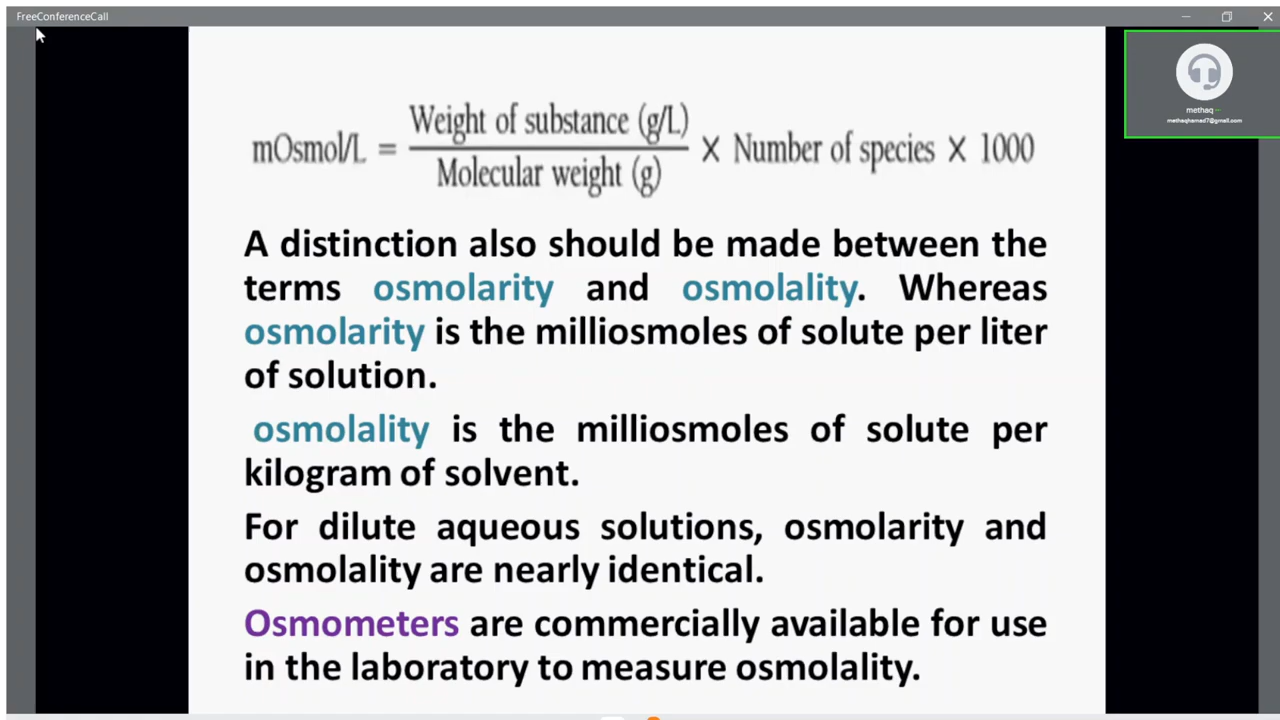 FreeConferenceCall
methaq
methaqhamad7@gmail.com
mOsmol/L = Weight of substance (g/L) / Molecular weight (g) × Number of species × 1000
A distinction also should be made between the
terms osmolarity and osmolality. Whereas
osmolarity is the milliosmoles of solute per liter
of solution.
osmolality is the milliosmoles of solute per
kilogram of solvent.
For dilute aqueous solutions, osmolarity and
osmolality are nearly identical.
Osmometers are commercially available for use
in the laboratory to measure osmolality.